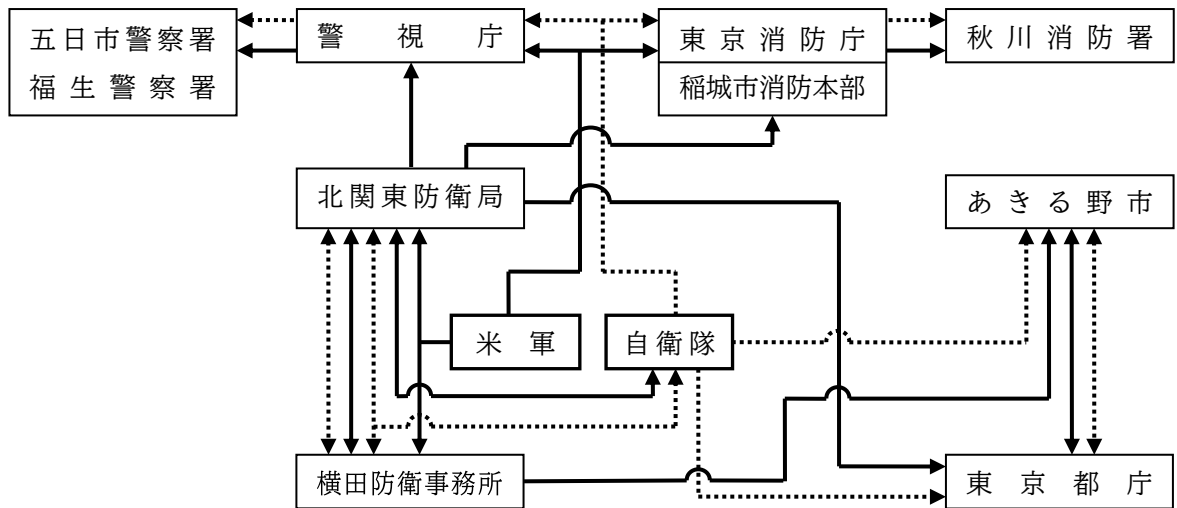 五日市警察署
福生警察署
警視庁
東京消防庁
稲城市消防本部
秋川消防署
北関東防衛局
あきる野市
米軍
自衛隊
横田防衛事務所
東京都庁